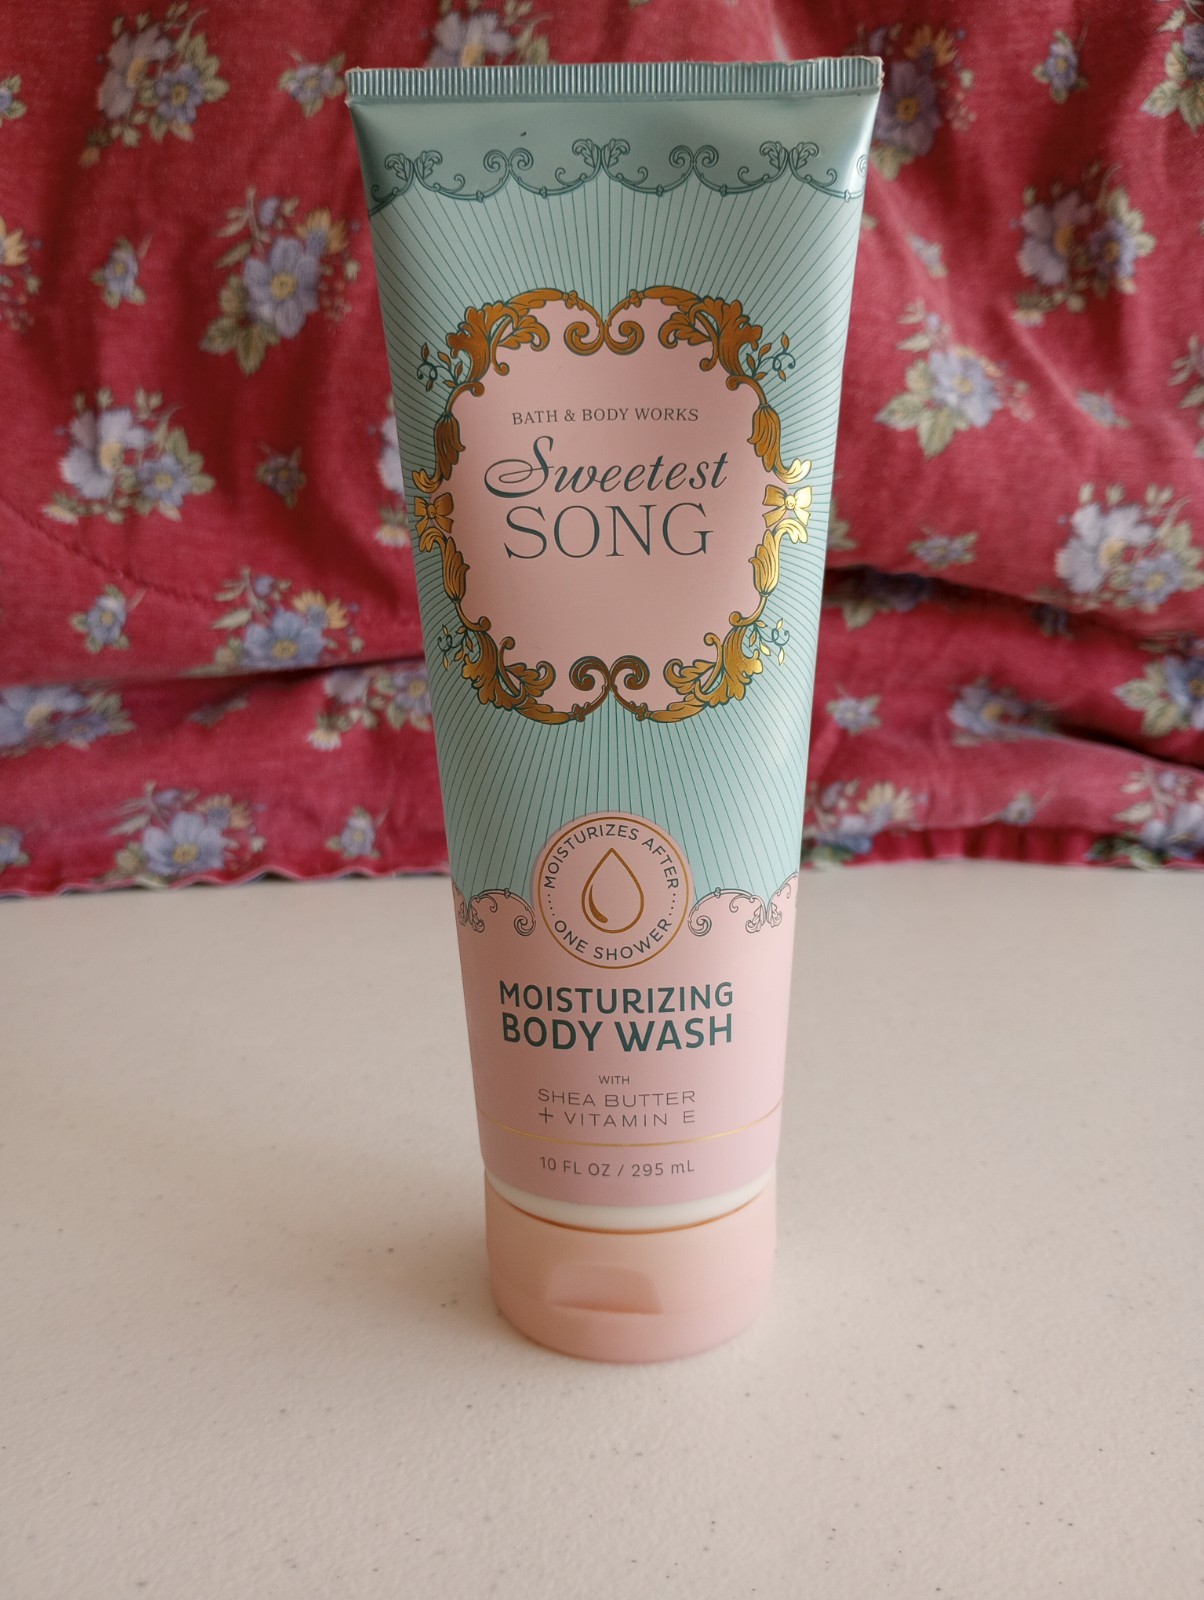 BATH & BODY WORKS
Sweetest
SONG
MOISTURIZES AFTER
ONE SHOWER
MOISTURIZING
BODY WASH
WITH
SHEA BUTTER
+ VITAMIN E
10 FL OZ / 295 mL